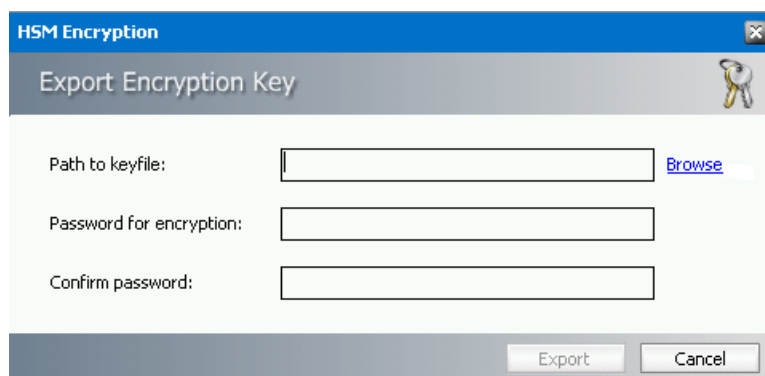 HSM Encryption
Export Encryption Key
Path to keyfile:
Browse
Password for encryption:
Confirm password:
Export
Cancel